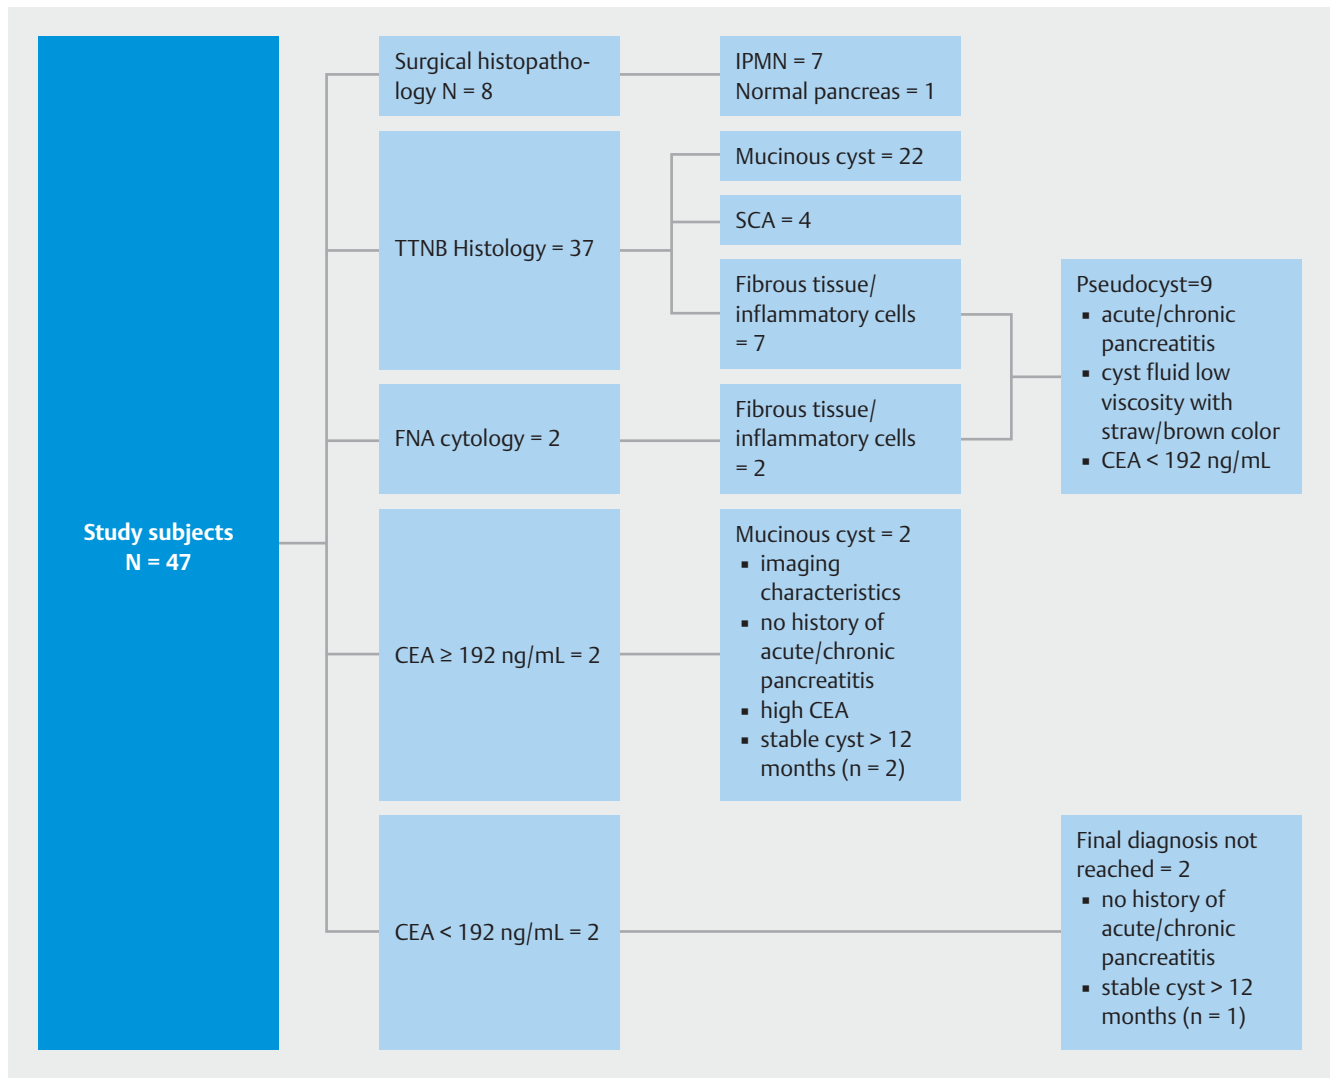 Study subjects
N = 47
Surgical histopatho-
logy N = 8
IPMN = 7
Normal pancreas = 1
TTNB Histology = 37
Mucinous cyst = 22
SCA = 4
Fibrous tissue/
inflammatory cells
= 7
FNA cytology = 2
Fibrous tissue/
inflammatory cells
= 2
Pseudocyst=9
▪ acute/chronic
pancreatitis
▪ cyst fluid low
viscosity with
straw/brown color
▪ CEA < 192 ng/mL
CEA ≥ 192 ng/mL = 2
Mucinous cyst = 2
▪ imaging
characteristics
▪ no history of
acute/chronic
pancreatitis
▪ high CEA
▪ stable cyst > 12
months (n = 2)
CEA < 192 ng/mL = 2
Final diagnosis not
reached = 2
▪ no history of
acute/chronic
pancreatitis
▪ stable cyst > 12
months (n = 1)